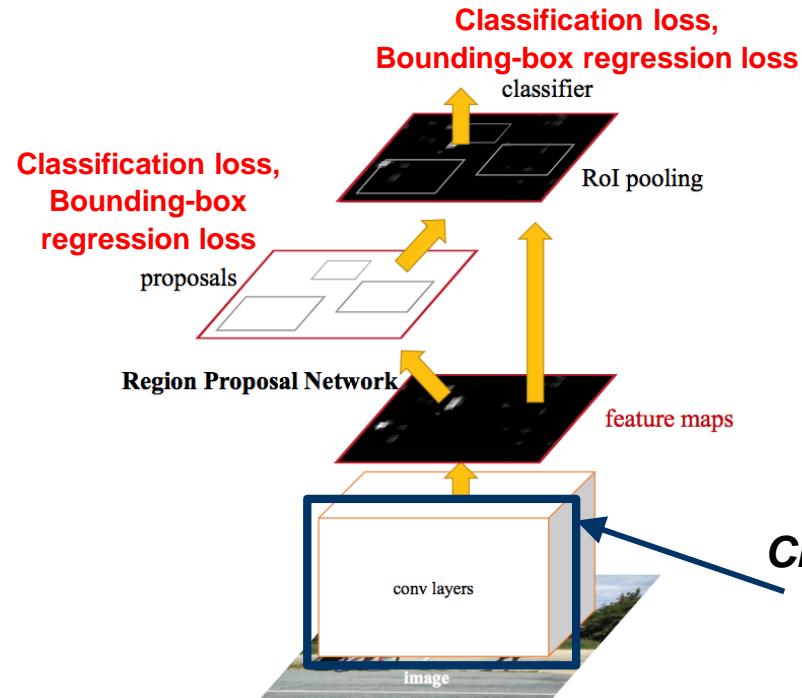 Classification loss,
Bounding-box regression loss
classifier
RoI pooling
Classification loss,
Bounding-box
regression loss
proposals
Region Proposal Network
feature maps
conv layers
image